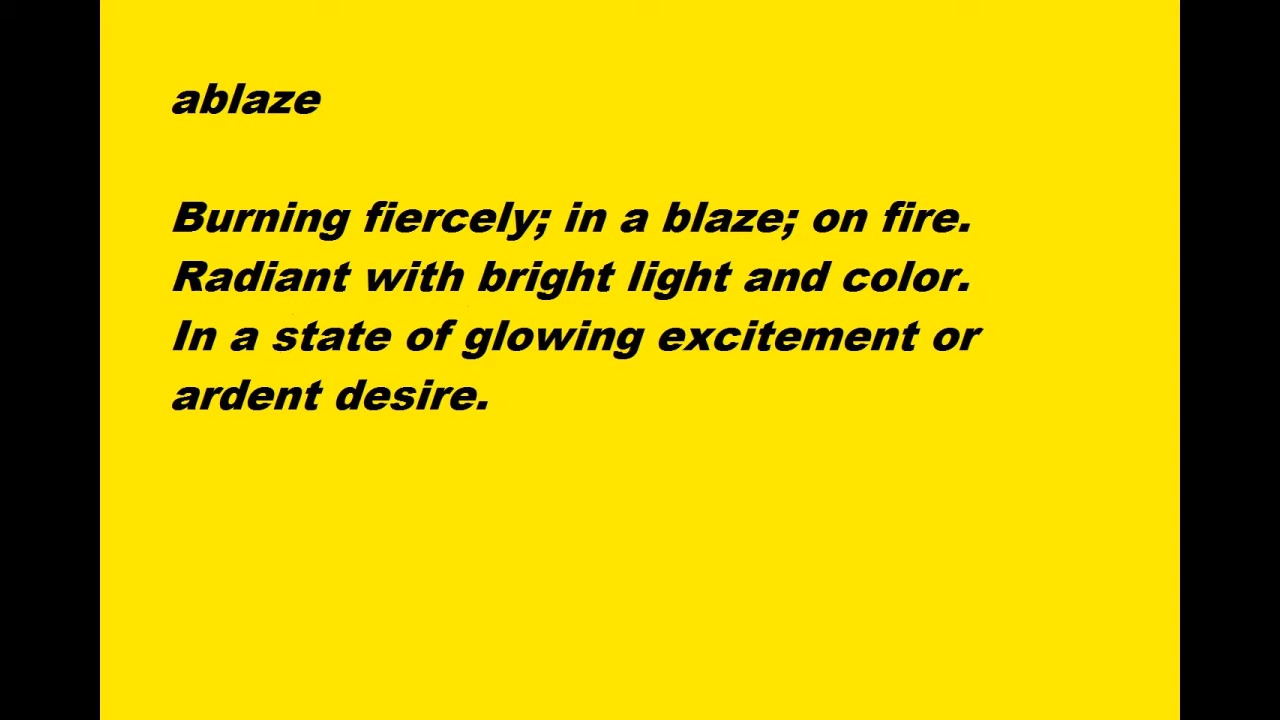 ablaze
Burning fiercely; in a blaze; on fire.
Radiant with bright light and color.
In a state of glowing excitement or
ardent desire.